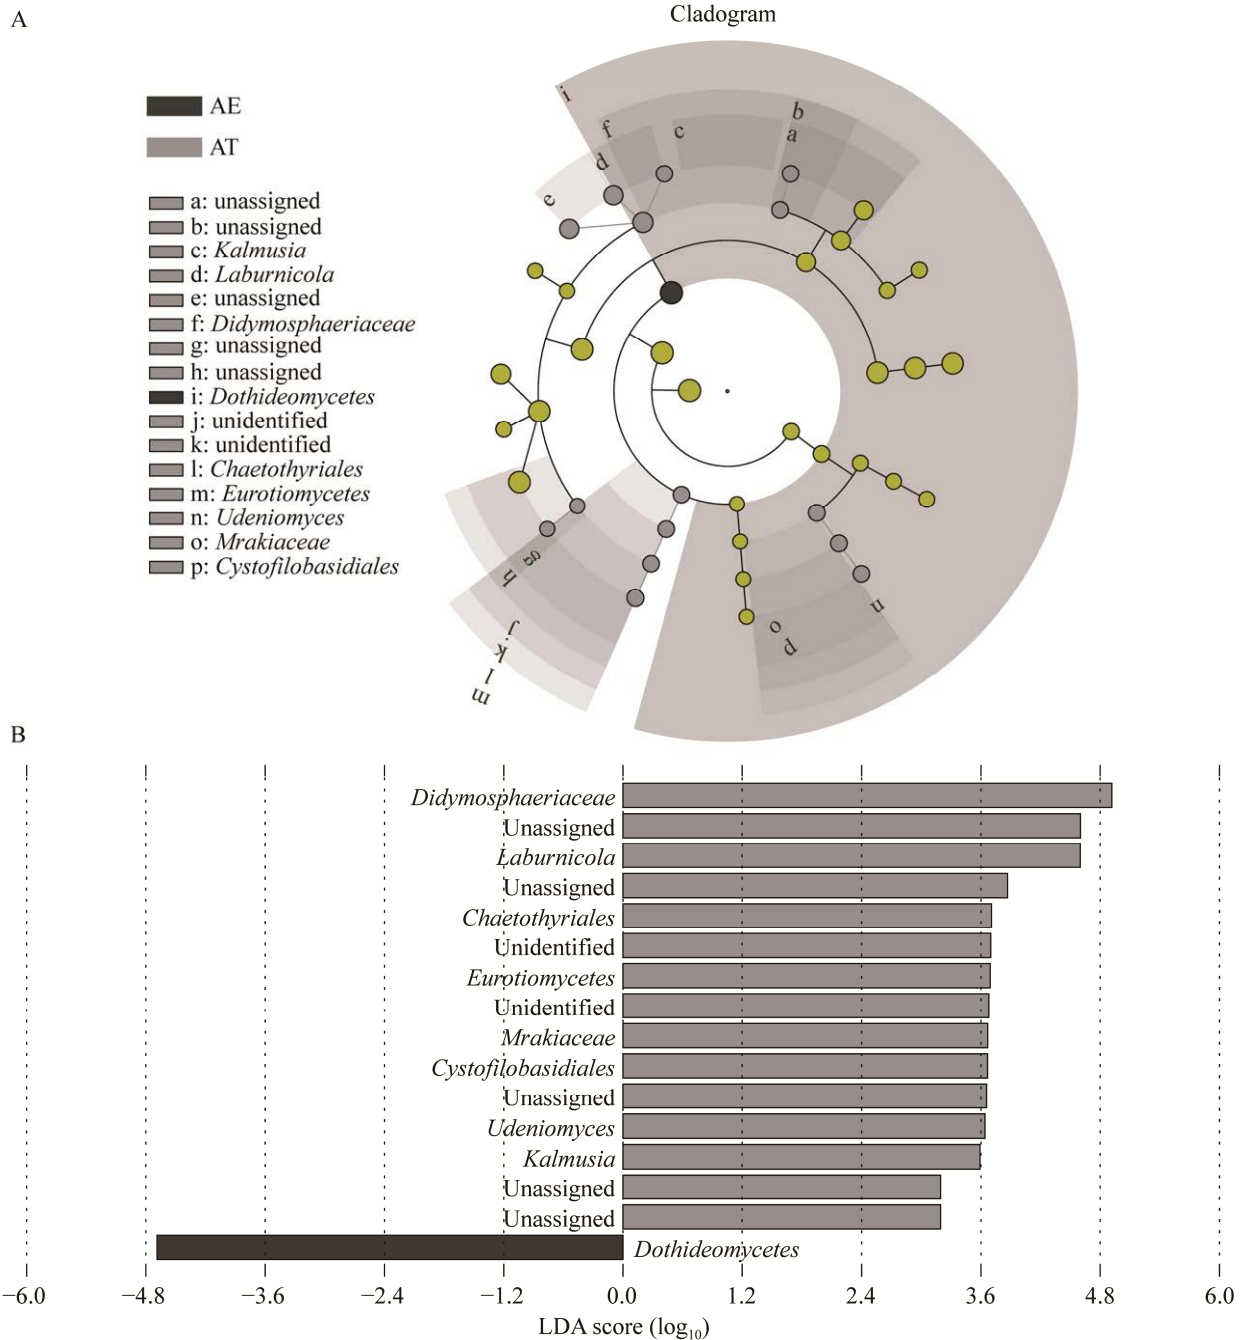 A
Cladogram
AE
AT
a: unassigned
b: unassigned
c: Kalmusia
d: Laburnicola
e: unassigned
f: Didymosphaeriaceae
g: unassigned
h: unassigned
i: Dothideomycetes
j: unidentified
k: unidentified
l: Chaetothyriales
m: Eurotiomycetes
n: Udeniomyces
o: Mrakiaceae
p: Cystofilobasidiales
i
f
c
b
a
d
e
g
h
j
k
l
m
n
o
p
B
Didymosphaeriaceae
Unassigned
Laburnicola
Unassigned
Chaetothyriales
Unidentified
Eurotiomycetes
Unidentified
Mrakiaceae
Cystofilobasidiales
Unassigned
Udeniomyces
Kalmusia
Unassigned
Unassigned
Dothideomycetes
−6.0 −4.8 −3.6 −2.4 −1.2 0.0 1.2 2.4 3.6 4.8 6.0
LDA score (log₁₀)